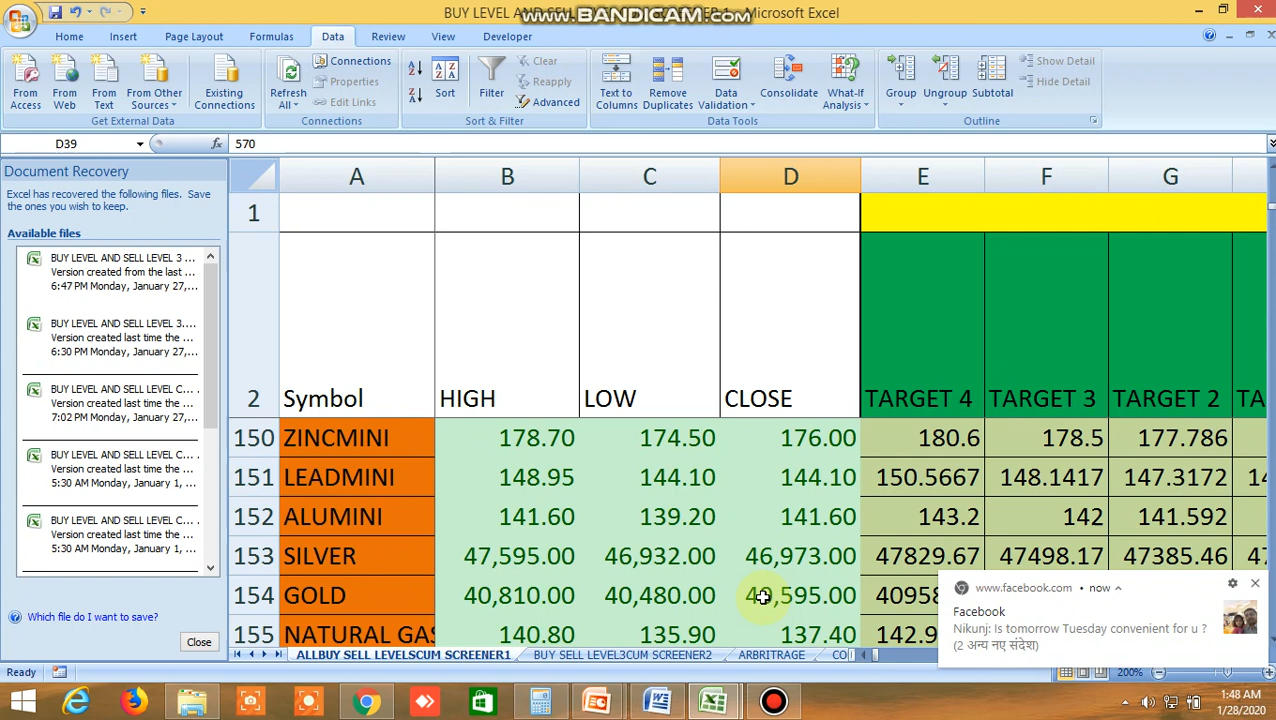 BUY LEVEL AND SELL LEVEL SCREENER 1 - Microsoft Excel
www.BANDICAM.com
Home Insert Page Layout Formulas Data Review View Developer
From Access
From Web
From Text
From Other Sources
Existing Connections
Get External Data
Refresh All
Connections
Properties
Edit Links
Connections
Sort
Filter
Clear
Reapply
Advanced
Sort & Filter
Text to Columns
Remove Duplicates
Data Validation
Consolidate
What-If Analysis
Data Tools
Group
Ungroup
Subtotal
Show Detail
Hide Detail
Outline
D39 fx 570
Document Recovery
Excel has recovered the following files. Save
the ones you wish to keep.
Available files
BUY LEVEL AND SELL LEVEL 3 ...
Version created from the last ...
6:47 PM Monday, January 27,...
BUY LEVEL AND SELL LEVEL 3....
Version created last time the ...
6:30 PM Monday, January 27,...
BUY LEVEL AND SELL LEVEL C...
Version created last time the ...
7:02 PM Monday, January 27,...
BUY LEVEL AND SELL LEVEL C...
Version created last time the ...
5:30 AM Monday, January 1, ...
BUY LEVEL AND SELL LEVEL C...
Version created last time the ...
5:30 AM Monday, January 1, ...
Which file do I want to save?
Close
A B C D E F G
1
2 Symbol HIGH LOW CLOSE TARGET 4 TARGET 3 TARGET 2 TA
150 ZINCMINI 178.70 174.50 176.00 180.6 178.5 177.786
151 LEADMINI 148.95 144.10 144.10 150.5667 148.1417 147.3172 14
152 ALUMINI 141.60 139.20 141.60 143.2 142 141.592
153 SILVER 47,595.00 46,932.00 46,973.00 47829.67 47498.17 47385.46 47
154 GOLD 40,810.00 40,480.00 ,595.00 40958
155 NATURAL GAS 140.80 135.90 137.40 142.9
www.facebook.com • now
Facebook
Nikunj: Is tomorrow Tuesday convenient for u ?
(2 अन्य नए संदेश)
ALLBUY SELL LEVELSCUM SCREENER1 BUY SELL LEVEL3CUM SCREENER2 ARBRITRAGE CO
Ready
200%
1:48 AM
1/28/2020